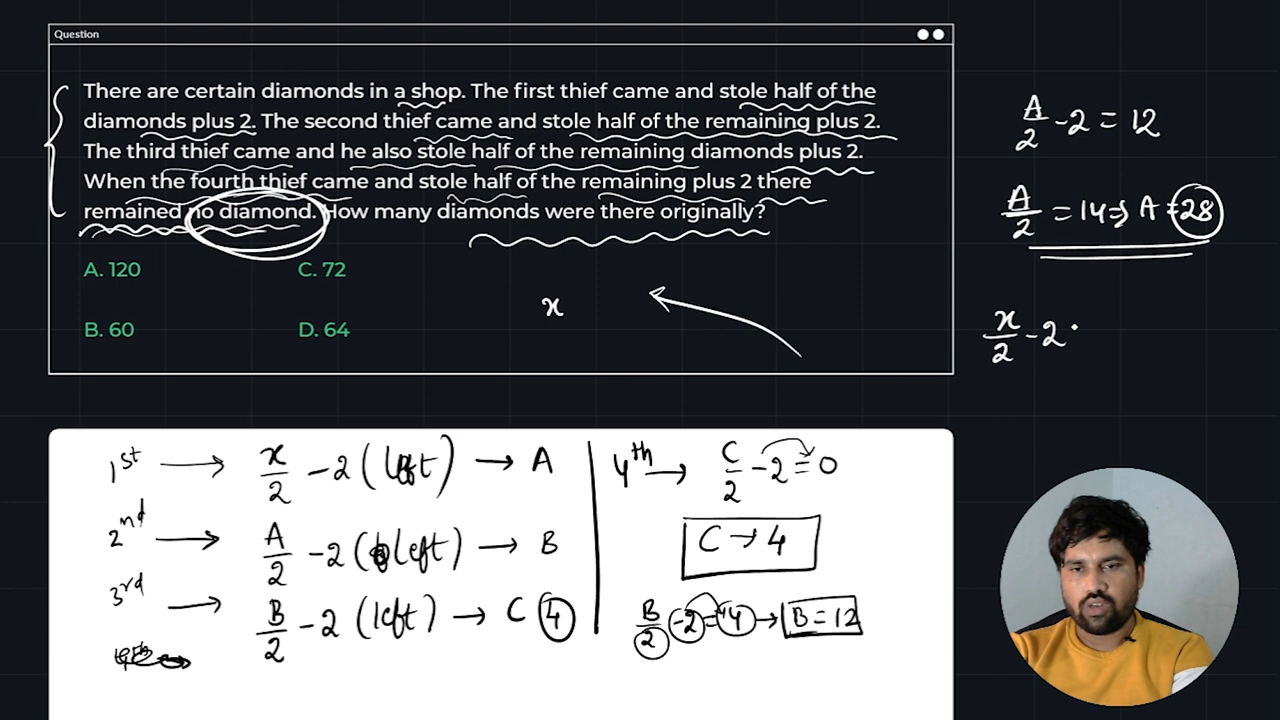 Question
There are certain diamonds in a shop. The first thief came and stole half of the
diamonds plus 2. The second thief came and stole half of the remaining plus 2.
The third thief came and he also stole half of the remaining diamonds plus 2.
When the fourth thief came and stole half of the remaining plus 2 there
remained no diamond. How many diamonds were there originally?
A. 120
C. 72
B. 60
D. 64
x
A/2 - 2 = 12
A/2 = 14 ⇒ A = 28
x/2 - 2
1st → x/2 - 2 (left) → A
2nd → A/2 - 2 (left) → B
3rd → B/2 - 2 (left) → C 4
4th → C/2 - 2 = 0
C → 4
B/2 - 2 = 4 → B = 12